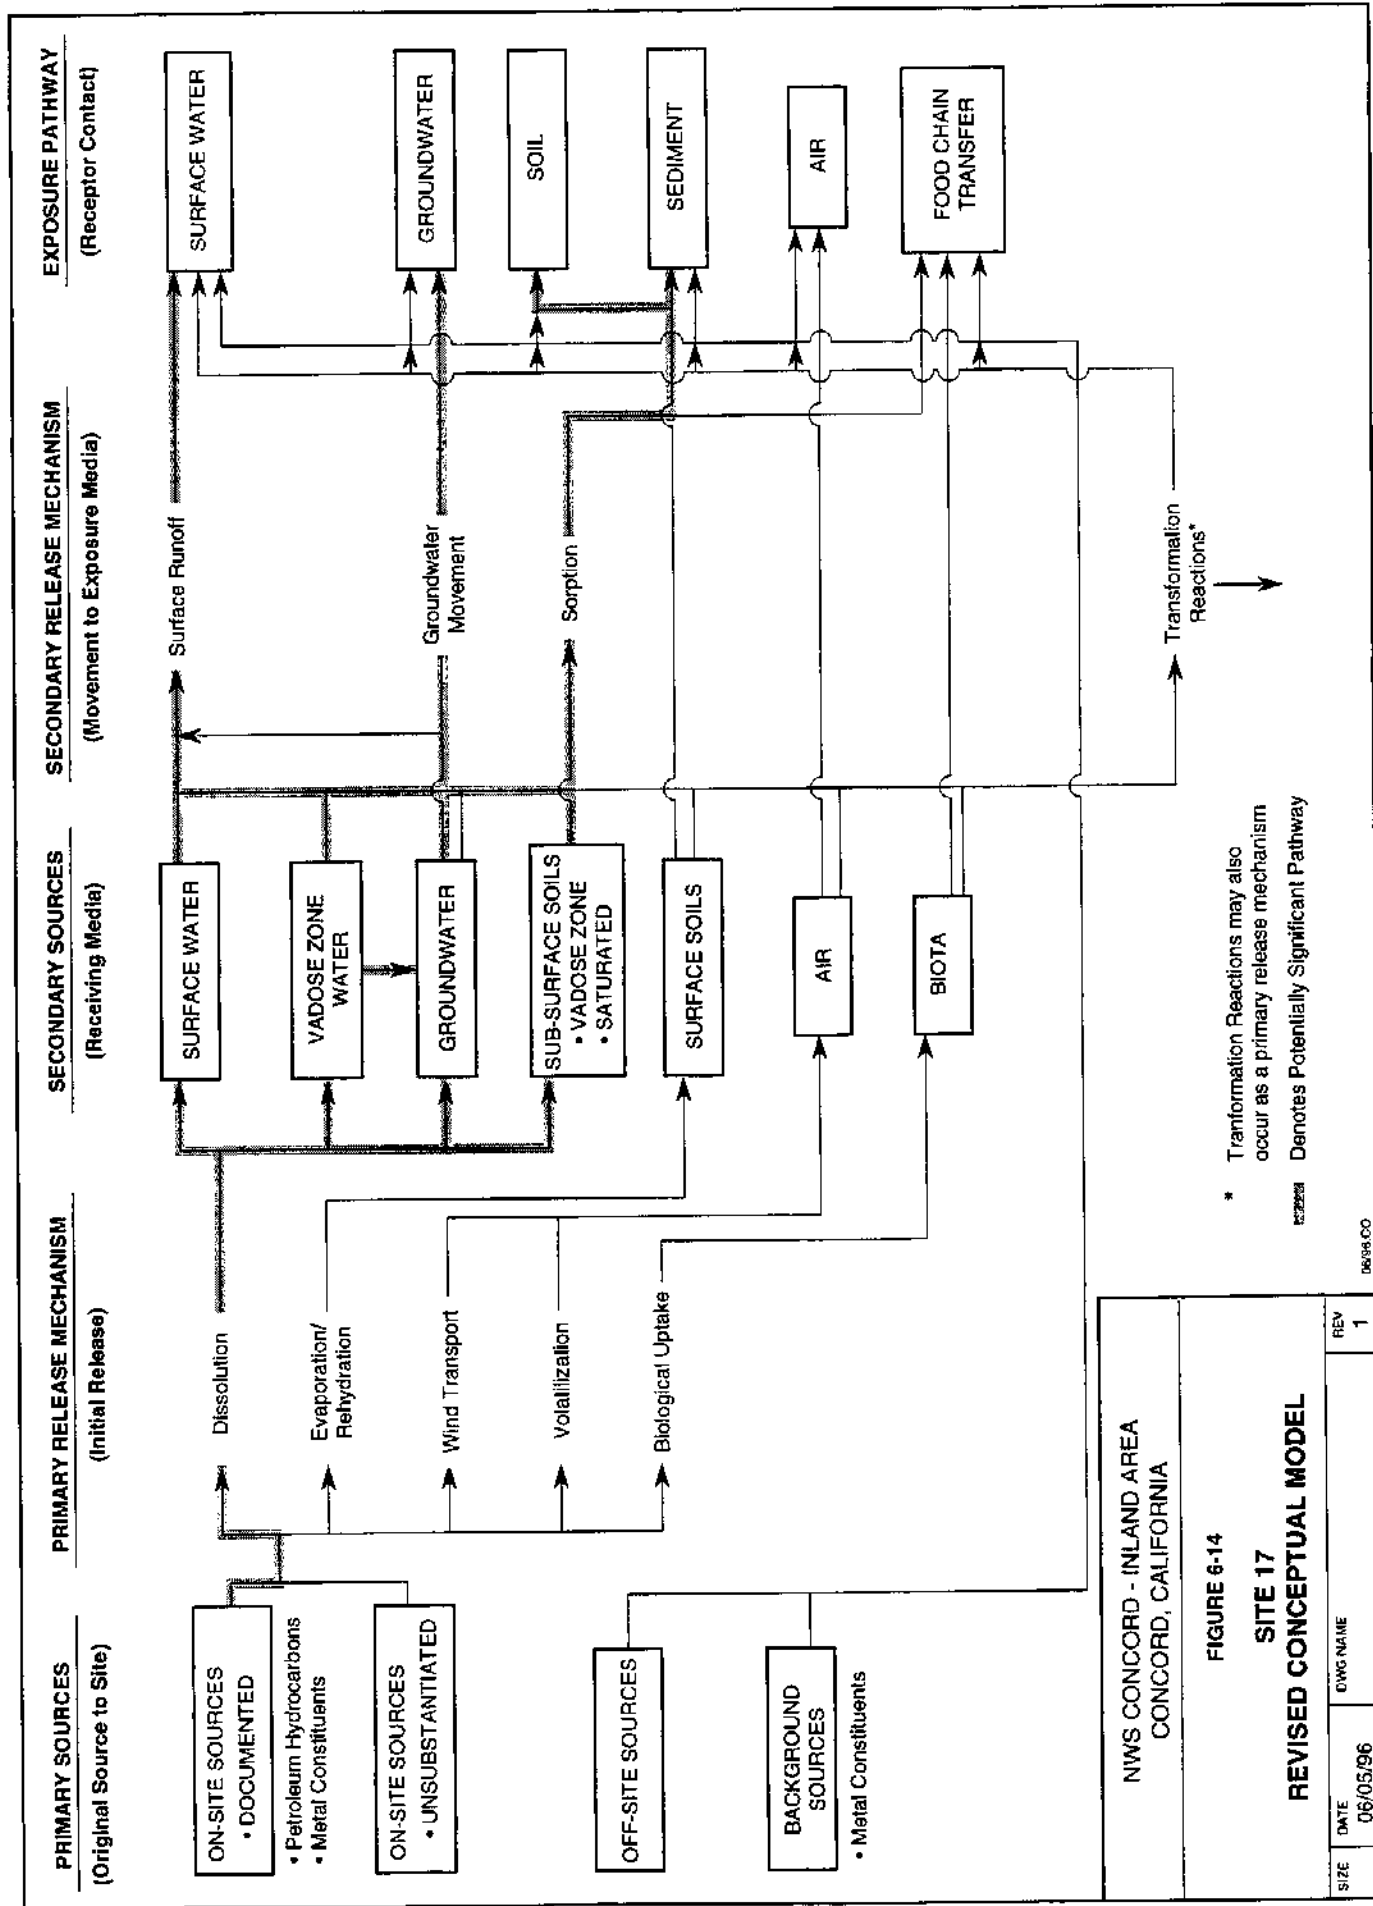 PRIMARY SOURCES
(Original Source to Site)
ON-SITE SOURCES
• DOCUMENTED
• Petroleum Hydrocarbons
• Metal Constituents
ON-SITE SOURCES
• UNSUBSTANTIATED
OFF-SITE SOURCES
BACKGROUND
SOURCES
• Metal Constituents
PRIMARY RELEASE MECHANISM
(Initial Release)
Dissolution
Evaporation/
Rehydration
Wind Transport
Volatilization
Biological Uptake
SECONDARY SOURCES
(Receiving Media)
SURFACE WATER
VADOSE ZONE
WATER
GROUNDWATER
SUB-SURFACE SOILS
• VADOSE ZONE
• SATURATED
SURFACE SOILS
AIR
BIOTA
SECONDARY RELEASE MECHANISM
(Movement to Exposure Media)
Surface Runoff
Groundwater
Movement
Sorption
Transformation
Reactions*
EXPOSURE PATHWAY
(Receptor Contact)
SURFACE WATER
GROUNDWATER
SOIL
SEDIMENT
AIR
FOOD CHAIN
TRANSFER
* Tranformation Reactions may also
occur as a primary release mechanism
Denotes Potentially Significant Pathway
06/96.CO
NWS CONCORD - INLAND AREA
CONCORD, CALIFORNIA
FIGURE 6-14
SITE 17
REVISED CONCEPTUAL MODEL
SIZE
DATE
06/05/96
DWG NAME
REV
1